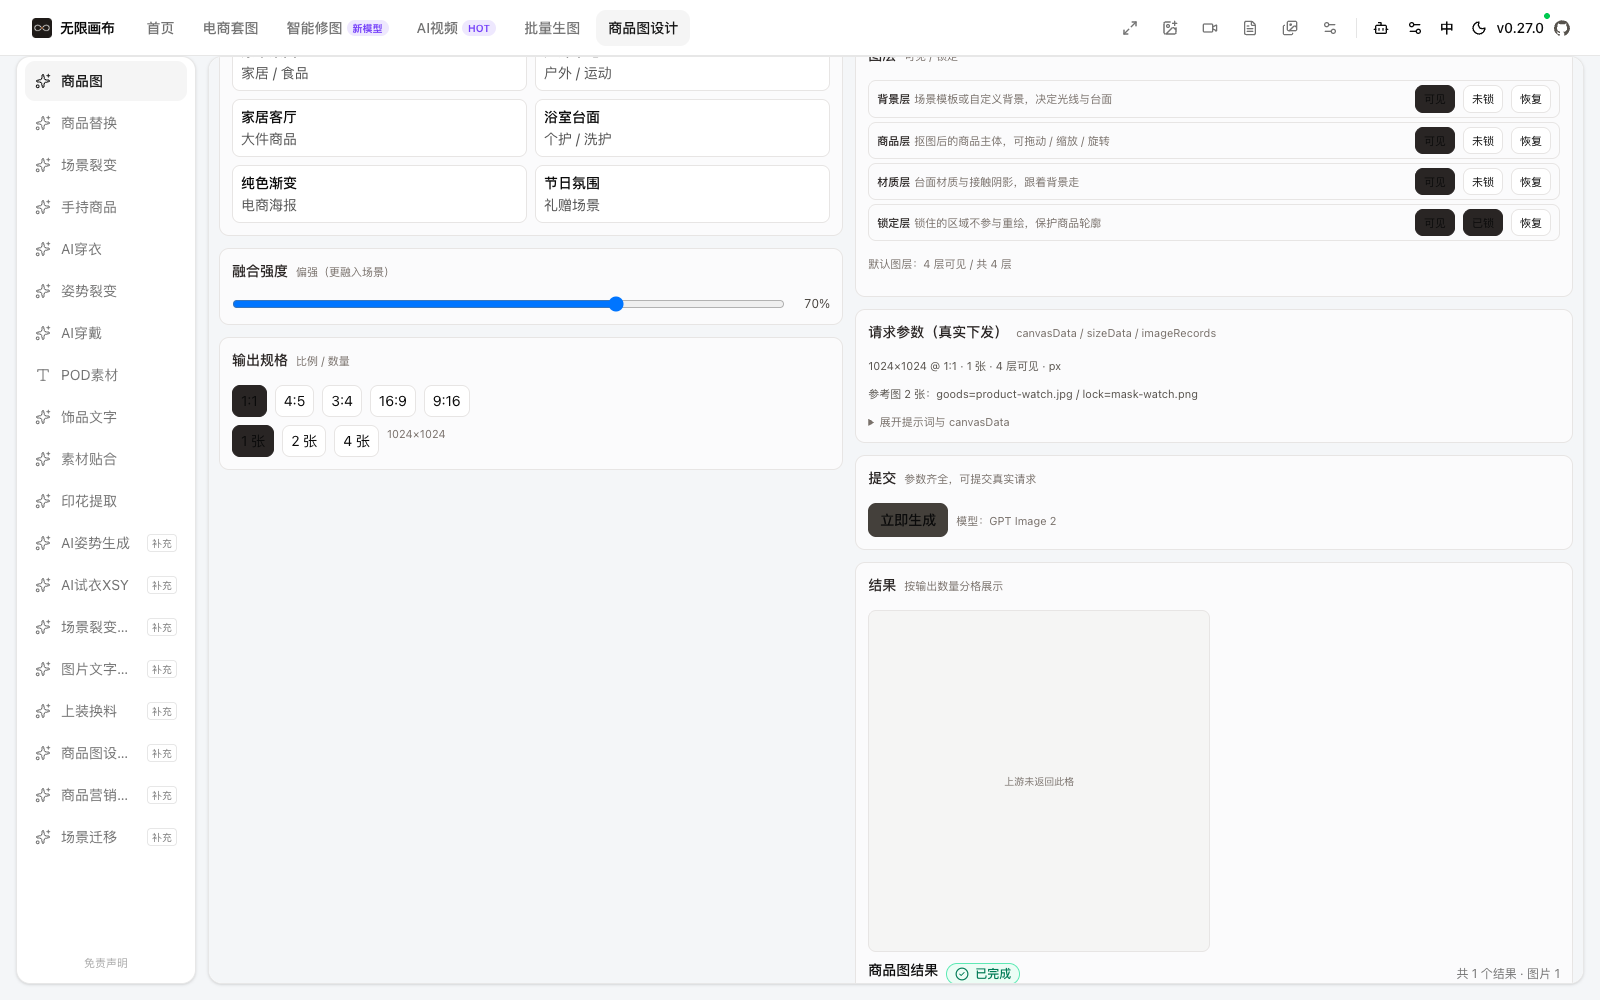 无限画布
首页
电商套图
智能修图 新模型
AI视频 HOT
批量生图
商品图设计
中
v0.27.0
商品图
商品替换
场景裂变
手持商品
AI穿衣
姿势裂变
AI穿戴
POD素材
饰品文字
素材贴合
印花提取
AI姿势生成 补充
AI试衣XSY 补充
场景裂变... 补充
图片文字... 补充
上装换料 补充
商品图设... 补充
商品营销... 补充
场景迁移 补充
免责声明
家居 / 食品
户外 / 运动
家居客厅
大件商品
浴室台面
个护 / 洗护
纯色渐变
电商海报
节日氛围
礼赠场景
融合强度 偏强（更融入场景）
70%
输出规格 比例 / 数量
1:1 4:5 3:4 16:9 9:16
1 张 2 张 4 张 1024×1024
图层 可见 / 锁定
背景层 场景模板或自定义背景，决定光线与台面 可见 未锁 恢复
商品层 抠图后的商品主体，可拖动 / 缩放 / 旋转 可见 未锁 恢复
材质层 台面材质与接触阴影，跟着背景走 可见 未锁 恢复
锁定层 锁住的区域不参与重绘，保护商品轮廓 可见 已锁 恢复
默认图层：4 层可见 / 共 4 层
请求参数（真实下发） canvasData / sizeData / imageRecords
1024×1024 @ 1:1 · 1 张 · 4 层可见 · px
参考图 2 张：goods=product-watch.jpg / lock=mask-watch.png
展开提示词与 canvasData
提交 参数齐全，可提交真实请求
立即生成 模型：GPT Image 2
结果 按输出数量分格展示
上游未返回此格
商品图结果 已完成
共 1 个结果 · 图片 1